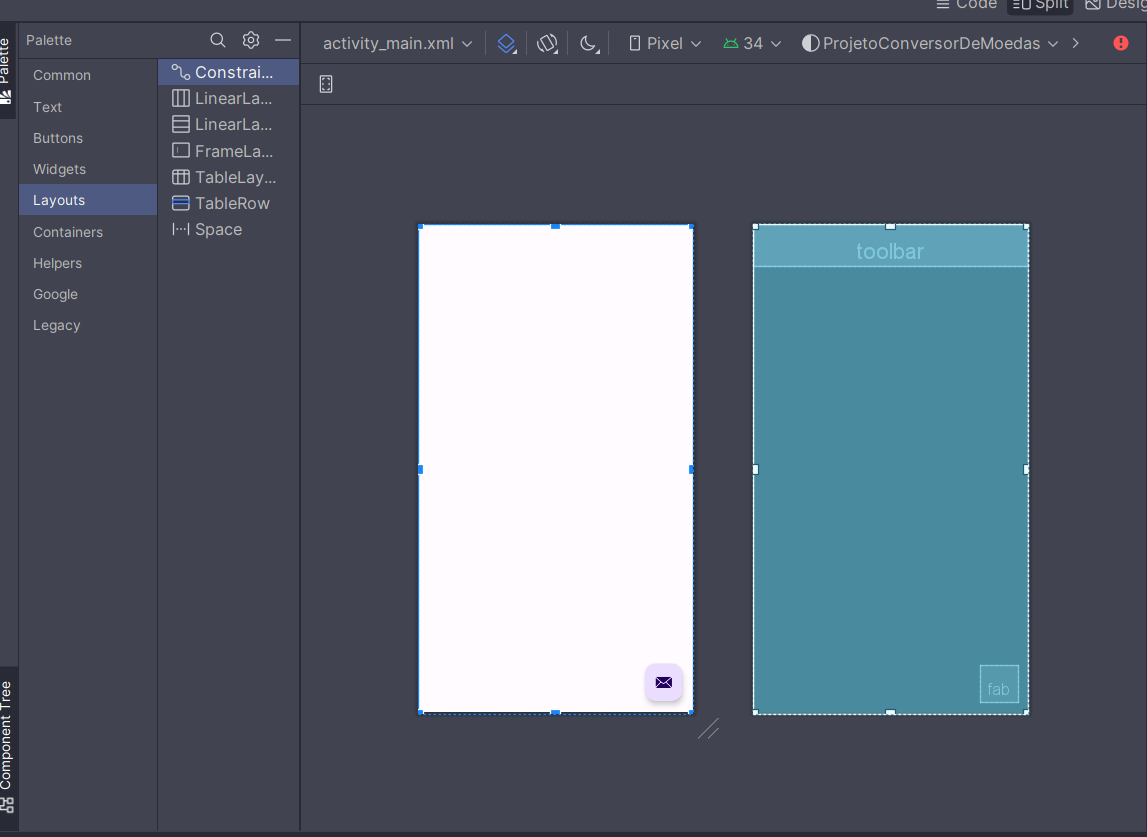 Code
Split
Palette
activity_main.xml
Pixel
34
ProjetoConversorDeMoedas
Palette
Common
Text
Buttons
Widgets
Layouts
Containers
Helpers
Google
Legacy
Constrai...
LinearLa...
LinearLa...
FrameLa...
TableLay...
TableRow
Space
toolbar
fab
Component Tree